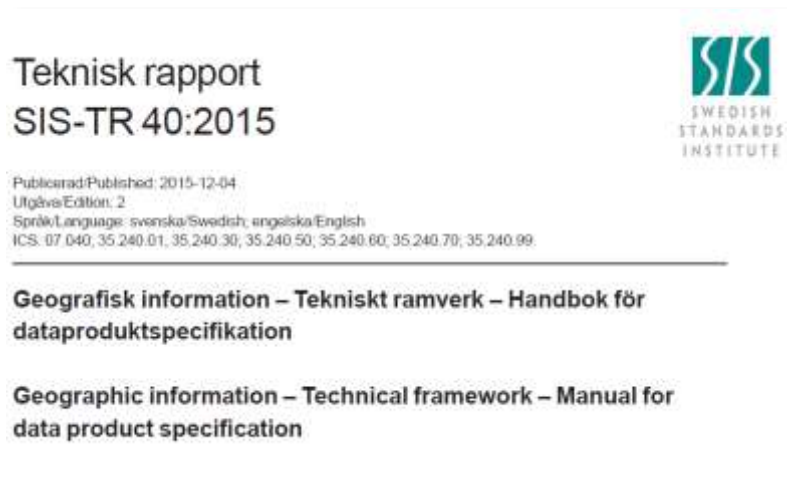 Teknisk rapport
SIS-TR 40:2015
SIS
SWEDISH
STANDARDS
INSTITUTE
Publicerad/Published: 2015-12-04
Utgåva/Edition: 2
Språk/Language: svenska/Swedish; engelska/English
ICS: 07.040; 35.240.01; 35.240.30; 35.240.50; 35.240.60; 35.240.70; 35.240.99
Geografisk information – Tekniskt ramverk – Handbok för
dataproduktspecifikation
Geographic information – Technical framework – Manual for
data product specification